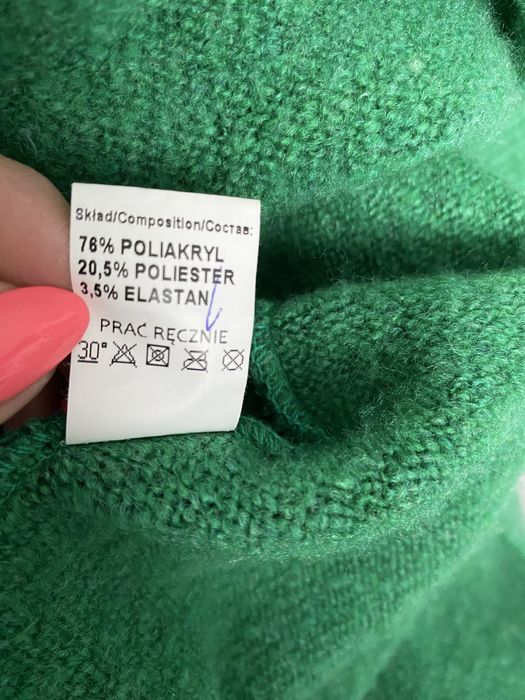 Skład/Composition/Состав:
76% POLIAKRYL
20,5% POLIESTER
3,5% ELASTAN
PRAĆ RĘCZNIE
30°